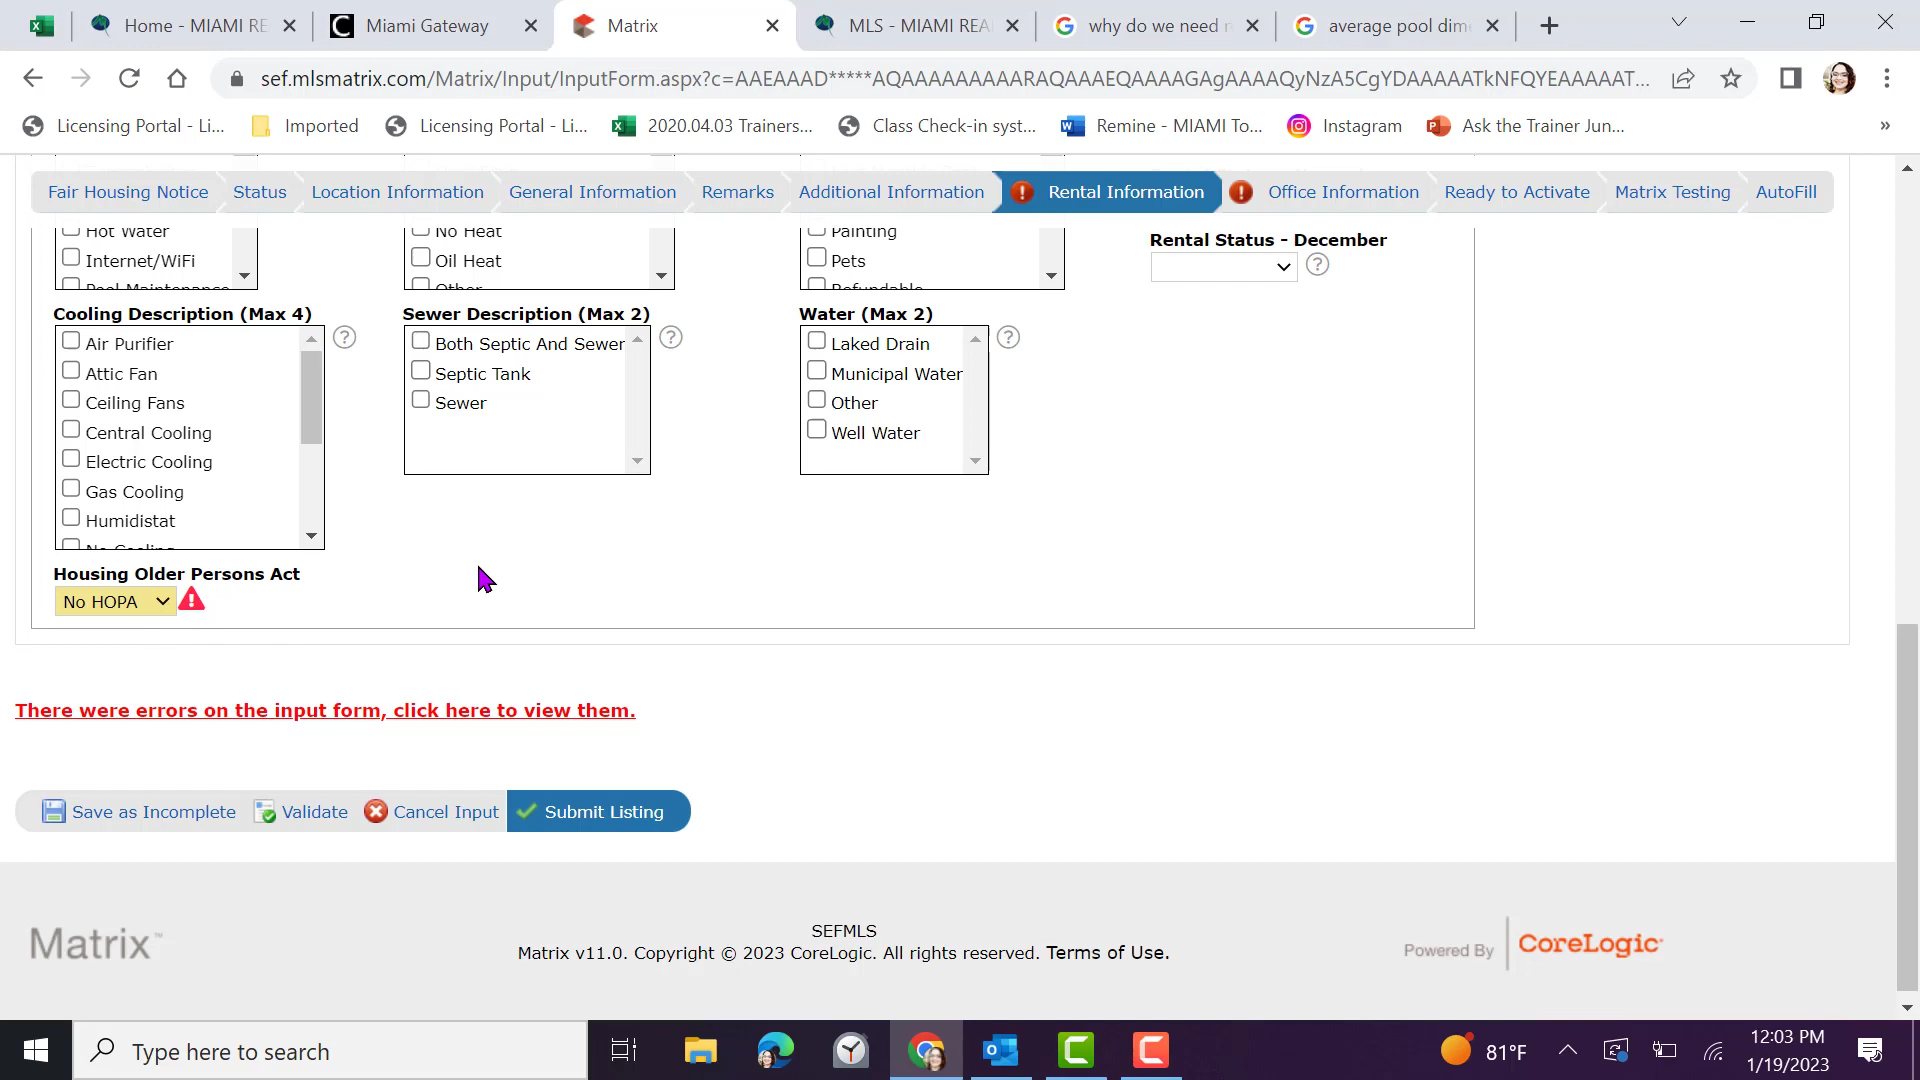 Home - MIAMI RE
Miami Gateway
Matrix
MLS - MIAMI REA
why do we need
average pool dim
sef.mlsmatrix.com/Matrix/Input/InputForm.aspx?c=AAEAAAD*****AQAAAAAAAAARAQAAAEQAAAAGAgAAAAQyNzA5CgYDAAAAATkNFQYEAAAAAT...
Licensing Portal - Li...
Imported
Licensing Portal - Li...
2020.04.03 Trainers...
Class Check-in syst...
Remine - MIAMI To...
Instagram
Ask the Trainer Jun...
»
Fair Housing Notice
Status
Location Information
General Information
Remarks
Additional Information
Rental Information
Office Information
Ready to Activate
Matrix Testing
AutoFill
Hot Water
Internet/WiFi
Pool Maintenance
No Heat
Oil Heat
Other
Painting
Pets
Refundable
Rental Status - December
Cooling Description (Max 4)
Air Purifier
Attic Fan
Ceiling Fans
Central Cooling
Electric Cooling
Gas Cooling
Humidistat
No Cooling
Sewer Description (Max 2)
Both Septic And Sewer
Septic Tank
Sewer
Water (Max 2)
Laked Drain
Municipal Water
Other
Well Water
Housing Older Persons Act
No HOPA
There were errors on the input form, click here to view them.
Save as Incomplete
Validate
Cancel Input
Submit Listing
Matrix™
SEFMLS
Matrix v11.0. Copyright © 2023 CoreLogic. All rights reserved. Terms of Use.
Powered By
CoreLogic
Type here to search
81°F
12:03 PM
1/19/2023